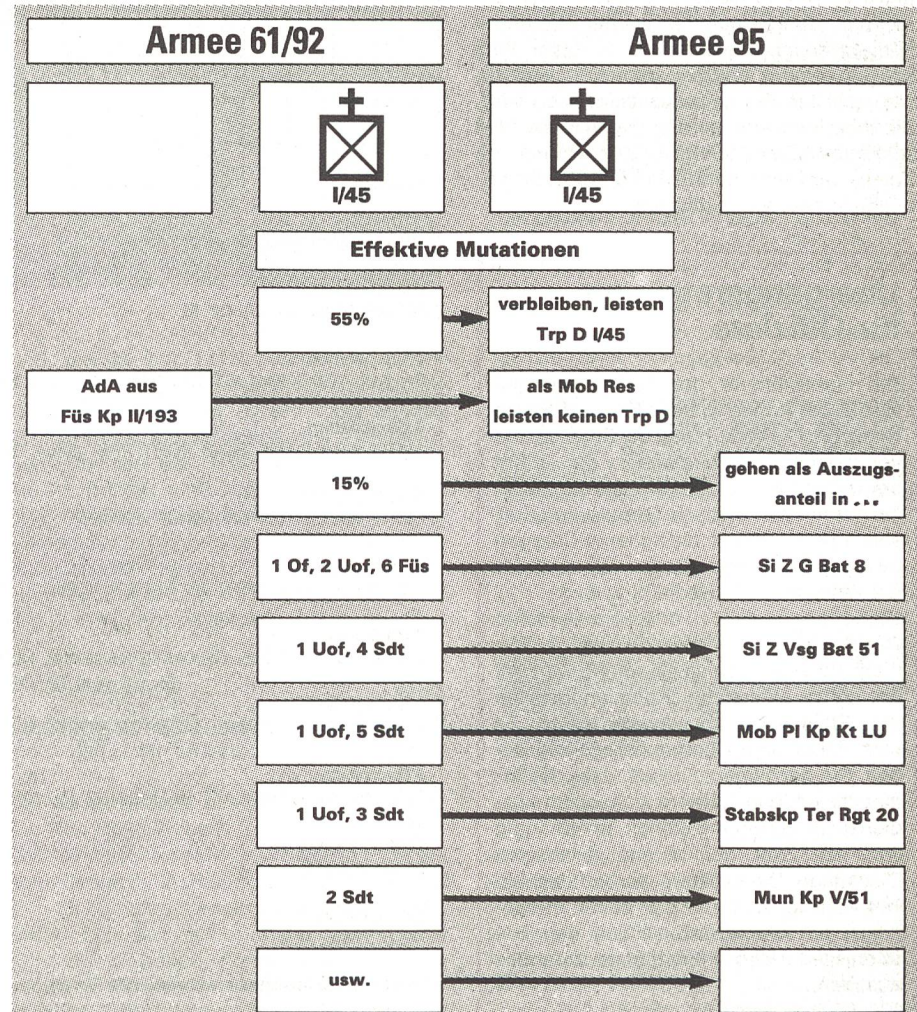 Armee 61/92
Armee 95
I/45
I/45
Effektive Mutationen
55%
verbleiben, leisten
Trp D I/45
AdA aus
Füs Kp II/193
als Mob Res
leisten keinen Trp D
15%
gehen als Auszugs-
anteil in ...
1 Of, 2 Uof, 6 Füs
Si Z G Bat 8
1 Uof, 4 Sdt
Si Z Vsg Bat 51
1 Uof, 5 Sdt
Mob Pl Kp Kt LU
1 Uof, 3 Sdt
Stabskp Ter Rgt 20
2 Sdt
Mun Kp V/51
usw.